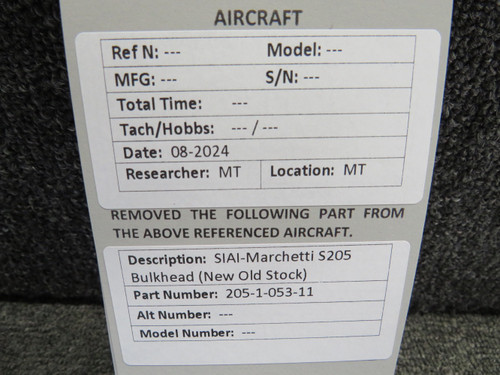 AIRCRAFT
Ref N: --- Model: ---
MFG: --- S/N: ---
Total Time: ---
Tach/Hobbs: --- / ---
Date: 08-2024
Researcher: MT Location: MT
REMOVED THE FOLLOWING PART FROM
THE ABOVE REFERENCED AIRCRAFT.
Description: SIAI-Marchetti S205
Bulkhead (New Old Stock)
Part Number: 205-1-053-11
Alt Number: ---
Model Number: ---